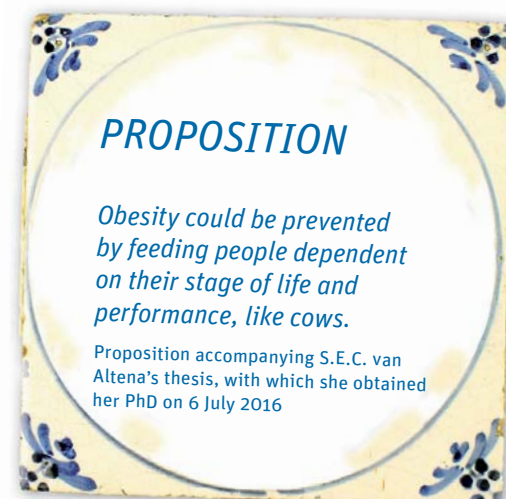 PROPOSITION
Obesity could be prevented
by feeding people dependent
on their stage of life and
performance, like cows.
Proposition accompanying S.E.C. van
Altena's thesis, with which she obtained
her PhD on 6 July 2016